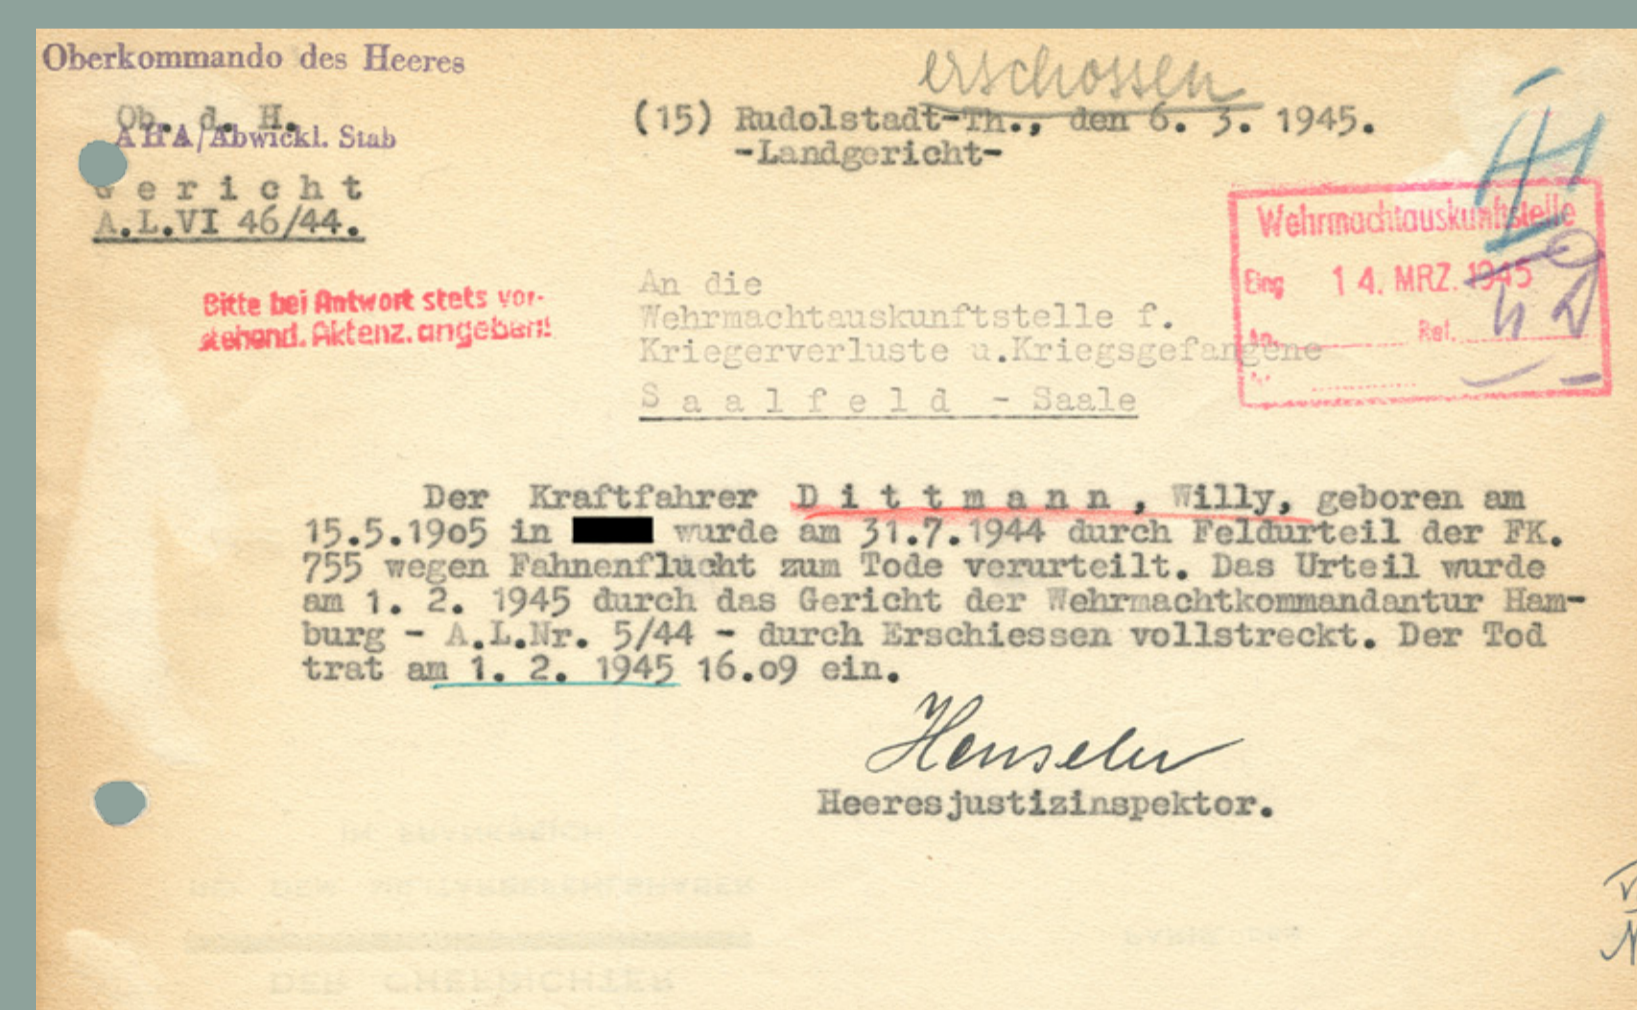 Oberkommando des Heeres
erschossen
Ob. d. H.
AHA/Abwickl. Stab
(15) Rudolstadt-Th., den 6. 3. 1945.
-Landgericht-
Gericht
A.L.VI 46/44.
Wehrmachtauskunftstelle
Eing 14. MRZ. 1945
An. Ref.
Bitte bei Antwort stets vor-
stehend. Aktenz. angeben!
An die
Wehrmachtauskunftstelle f.
Kriegerverluste u.Kriegsgefangene
Saalfeld - Saale
Der Kraftfahrer Dittmann, Willy, geboren am
15.5.19o5 in wurde am 31.7.1944 durch Feldurteil der FK.
755 wegen Fahnenflucht zum Tode verurteilt. Das Urteil wurde
am 1. 2. 1945 durch das Gericht der Wehrmachtkommandantur Ham-
burg - A.L.Nr. 5/44 - durch Erschiessen vollstreckt. Der Tod
trat am 1. 2. 1945 16.o9 ein.
Henseler
Heeresjustizinspektor.